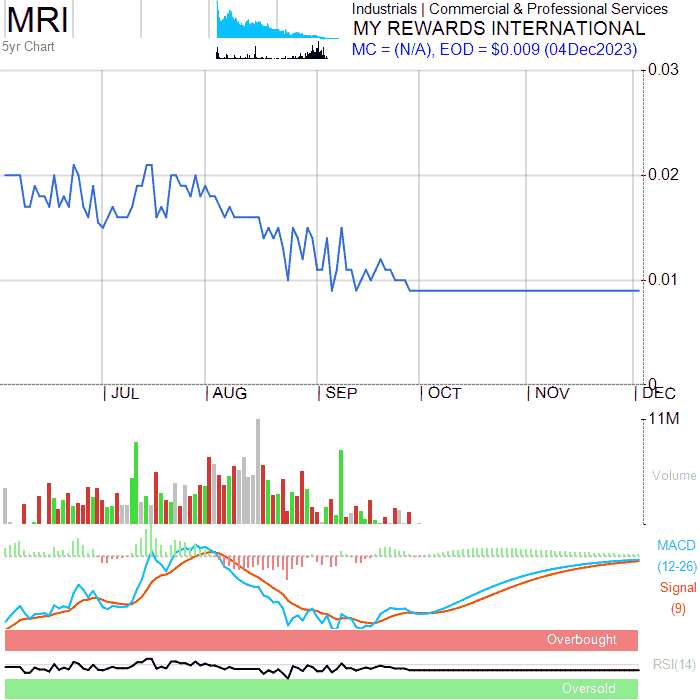 MRI
5yr Chart
Industrials | Commercial & Professional Services
MY REWARDS INTERNATIONAL
MC = (N/A), EOD = $0.009 (04Dec2023)
0.03
0.02
0.01
0
JUL AUG SEP OCT NOV DEC
11M
Volume
MACD
(12-26)
Signal
(9)
Overbought
RSI(14)
Oversold